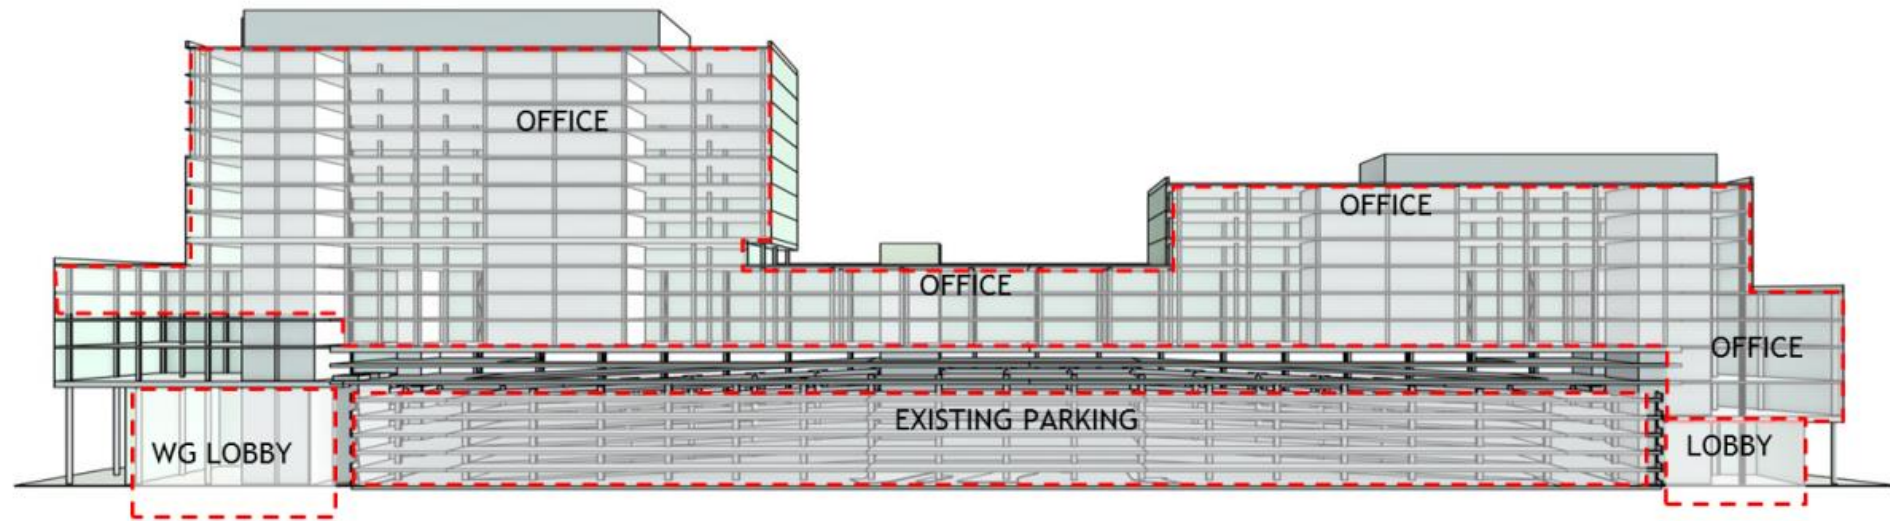 OFFICE
OFFICE
OFFICE
OFFICE
EXISTING PARKING
WG LOBBY
LOBBY